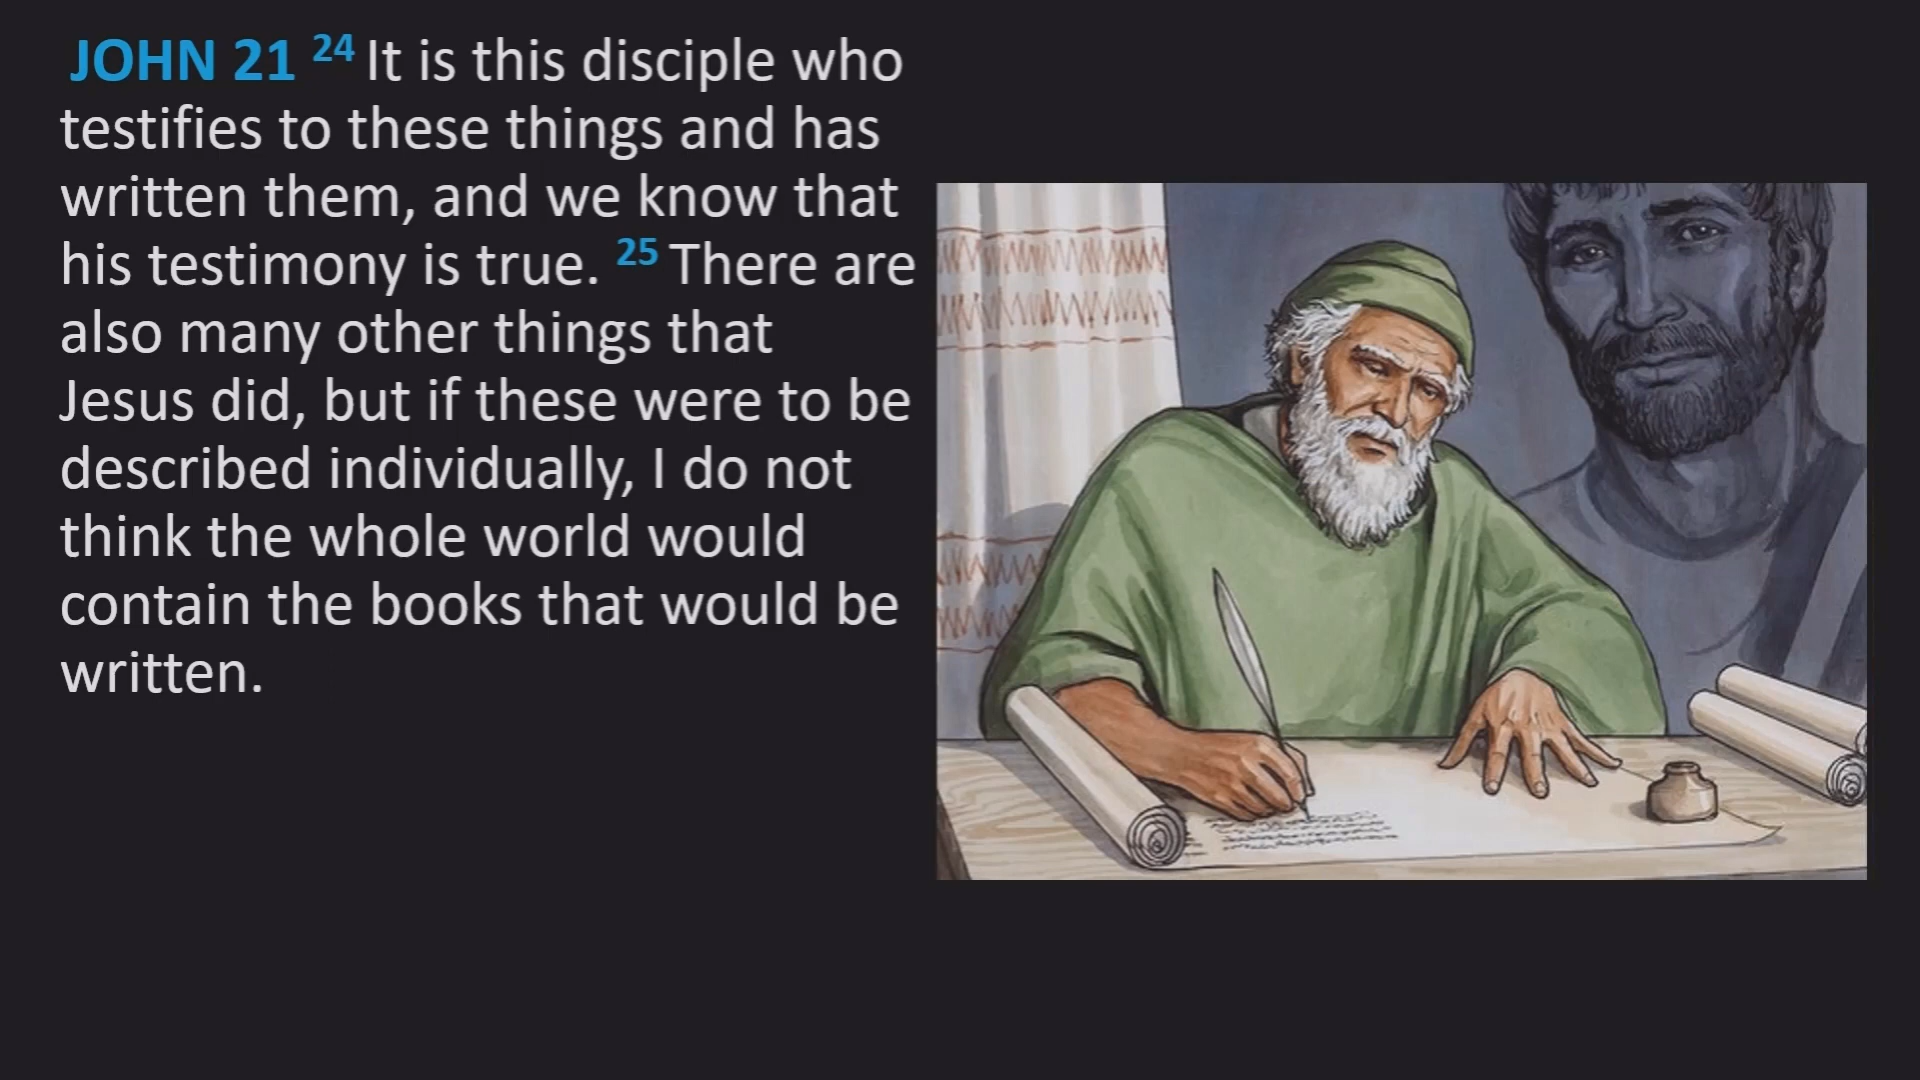 JOHN 21 24 It is this disciple who
testifies to these things and has
written them, and we know that
his testimony is true. 25 There are
also many other things that
Jesus did, but if these were to be
described individually, I do not
think the whole world would
contain the books that would be
written.